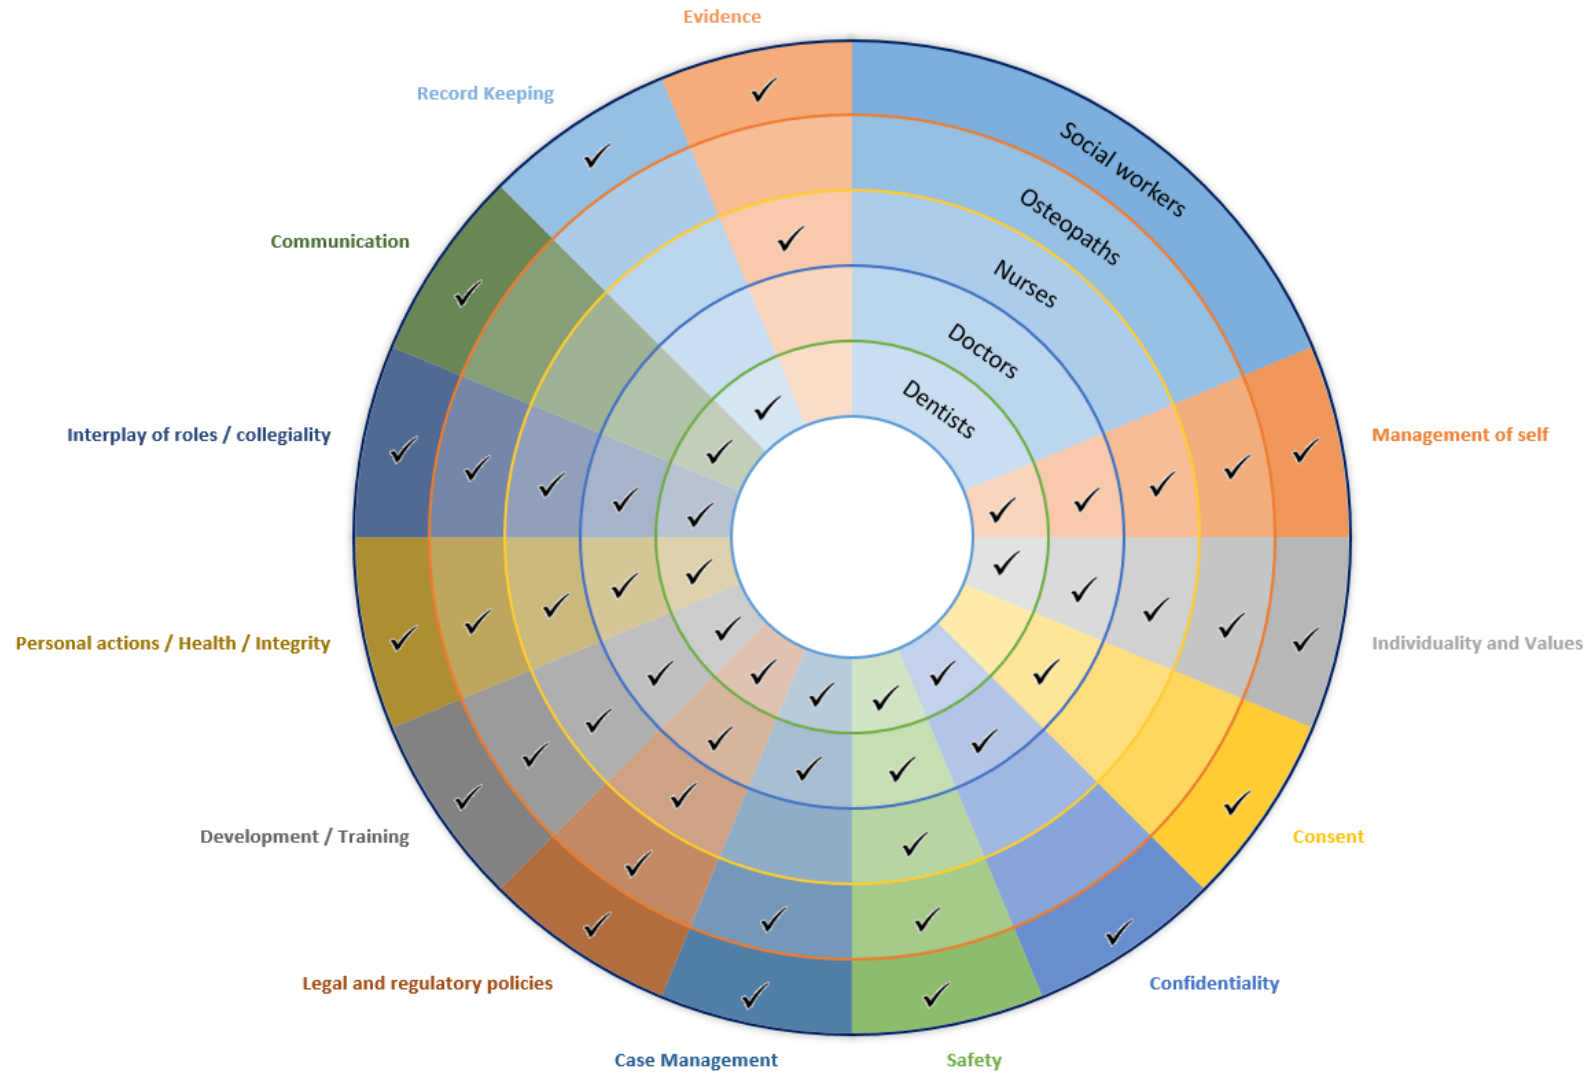 Evidence
Record Keeping
Social workers
Osteopaths
Communication
Nurses
Doctors
Dentists
Interplay of roles / collegiality
Management of self
Personal actions / Health / Integrity
Individuality and Values
Development / Training
Consent
Legal and regulatory policies
Confidentiality
Case Management
Safety